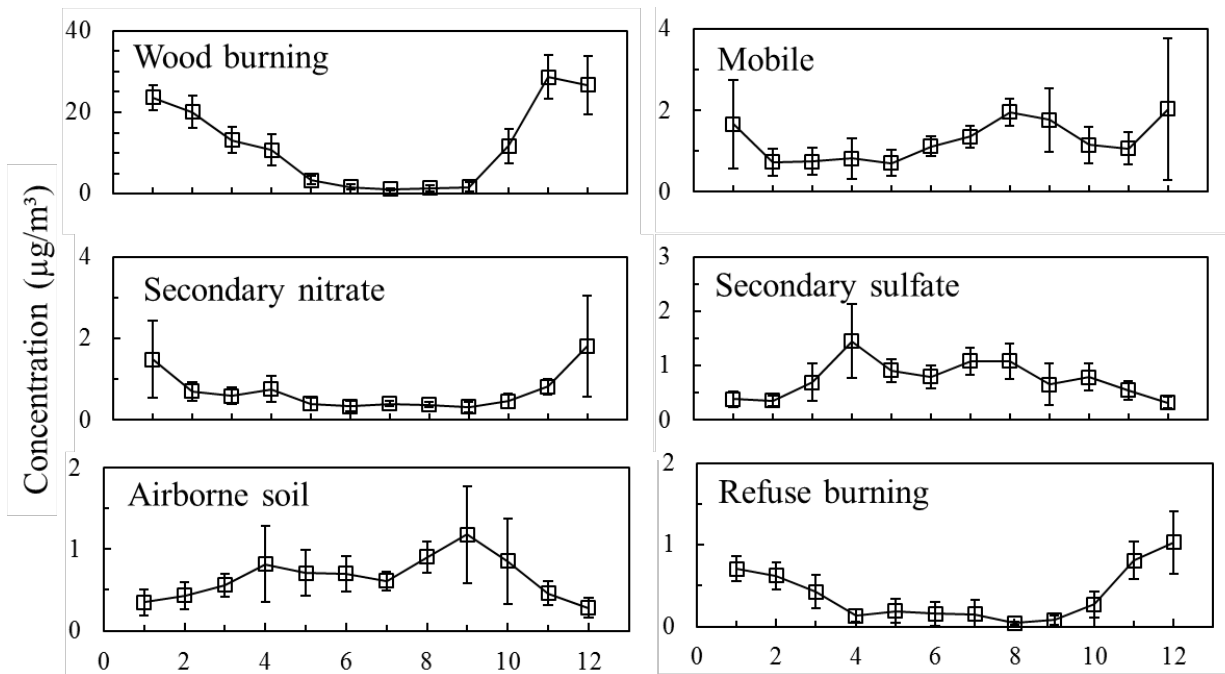 Concentration (µg/m³)
Wood burning
40
20
0
Mobile
4
2
0
Secondary nitrate
4
2
0
Secondary sulfate
3
2
1
0
Airborne soil
2
1
0
0 2 4 6 8 10 12
Refuse burning
2
1
0
0 2 4 6 8 10 12